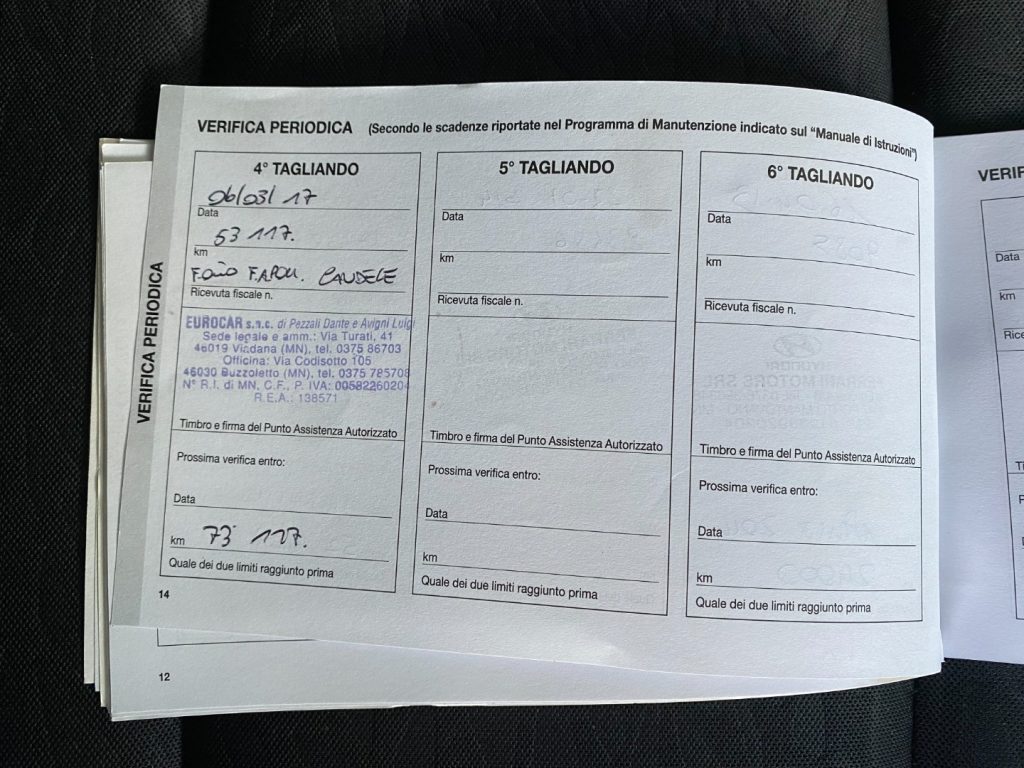 VERIFICA PERIODICA (Secondo le scadenze riportate nel Programma di Manutenzione indicato sul "Manuale di Istruzioni")
VERIFICA PERIODICA
4° TAGLIANDO
06/03/17
Data
53 117.
km
CANDELE
Ricevuta fiscale n.
EUROCAR s.n.c. di Pezzali Dante e Avigni Luigi
Sede legale e amm.: Via Turati, 41
46019 Viadana (MN), tel. 0375 86703
Officina: Via Codisotto 105
46030 Buzzoletto (MN), tel. 0375 785708
N° R.I. di MN, C.F., P. IVA: 00582260204
R.E.A.: 138571
Timbro e firma del Punto Assistenza Autorizzato
Prossima verifica entro:
Data
km 73 117.
Quale dei due limiti raggiunto prima
14
5° TAGLIANDO
Data
km
Ricevuta fiscale n.
Timbro e firma del Punto Assistenza Autorizzato
Prossima verifica entro:
Data
km
Quale dei due limiti raggiunto prima
6° TAGLIANDO
Data
km
Ricevuta fiscale n.
Timbro e firma del Punto Assistenza Autorizzato
Prossima verifica entro:
Data
km
Quale dei due limiti raggiunto prima
12
VERIF
Data
km
Rice